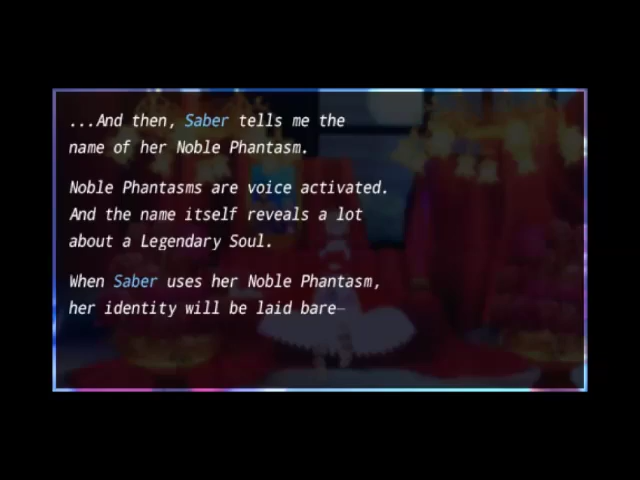 ...And then, Saber tells me the
name of her Noble Phantasm.
Noble Phantasms are voice activated.
And the name itself reveals a lot
about a Legendary Soul.
When Saber uses her Noble Phantasm,
her identity will be laid bare—